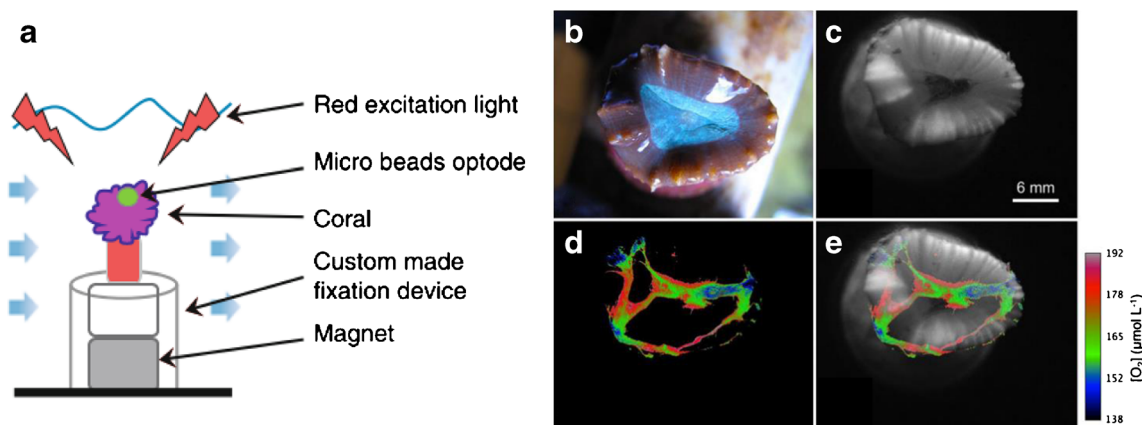 a
Red excitation light
Micro beads optode
Coral
Custom made
fixation device
Magnet
b
c
6 mm
d
e
192
178
165
152
138
[O₂] (µmol L⁻¹)